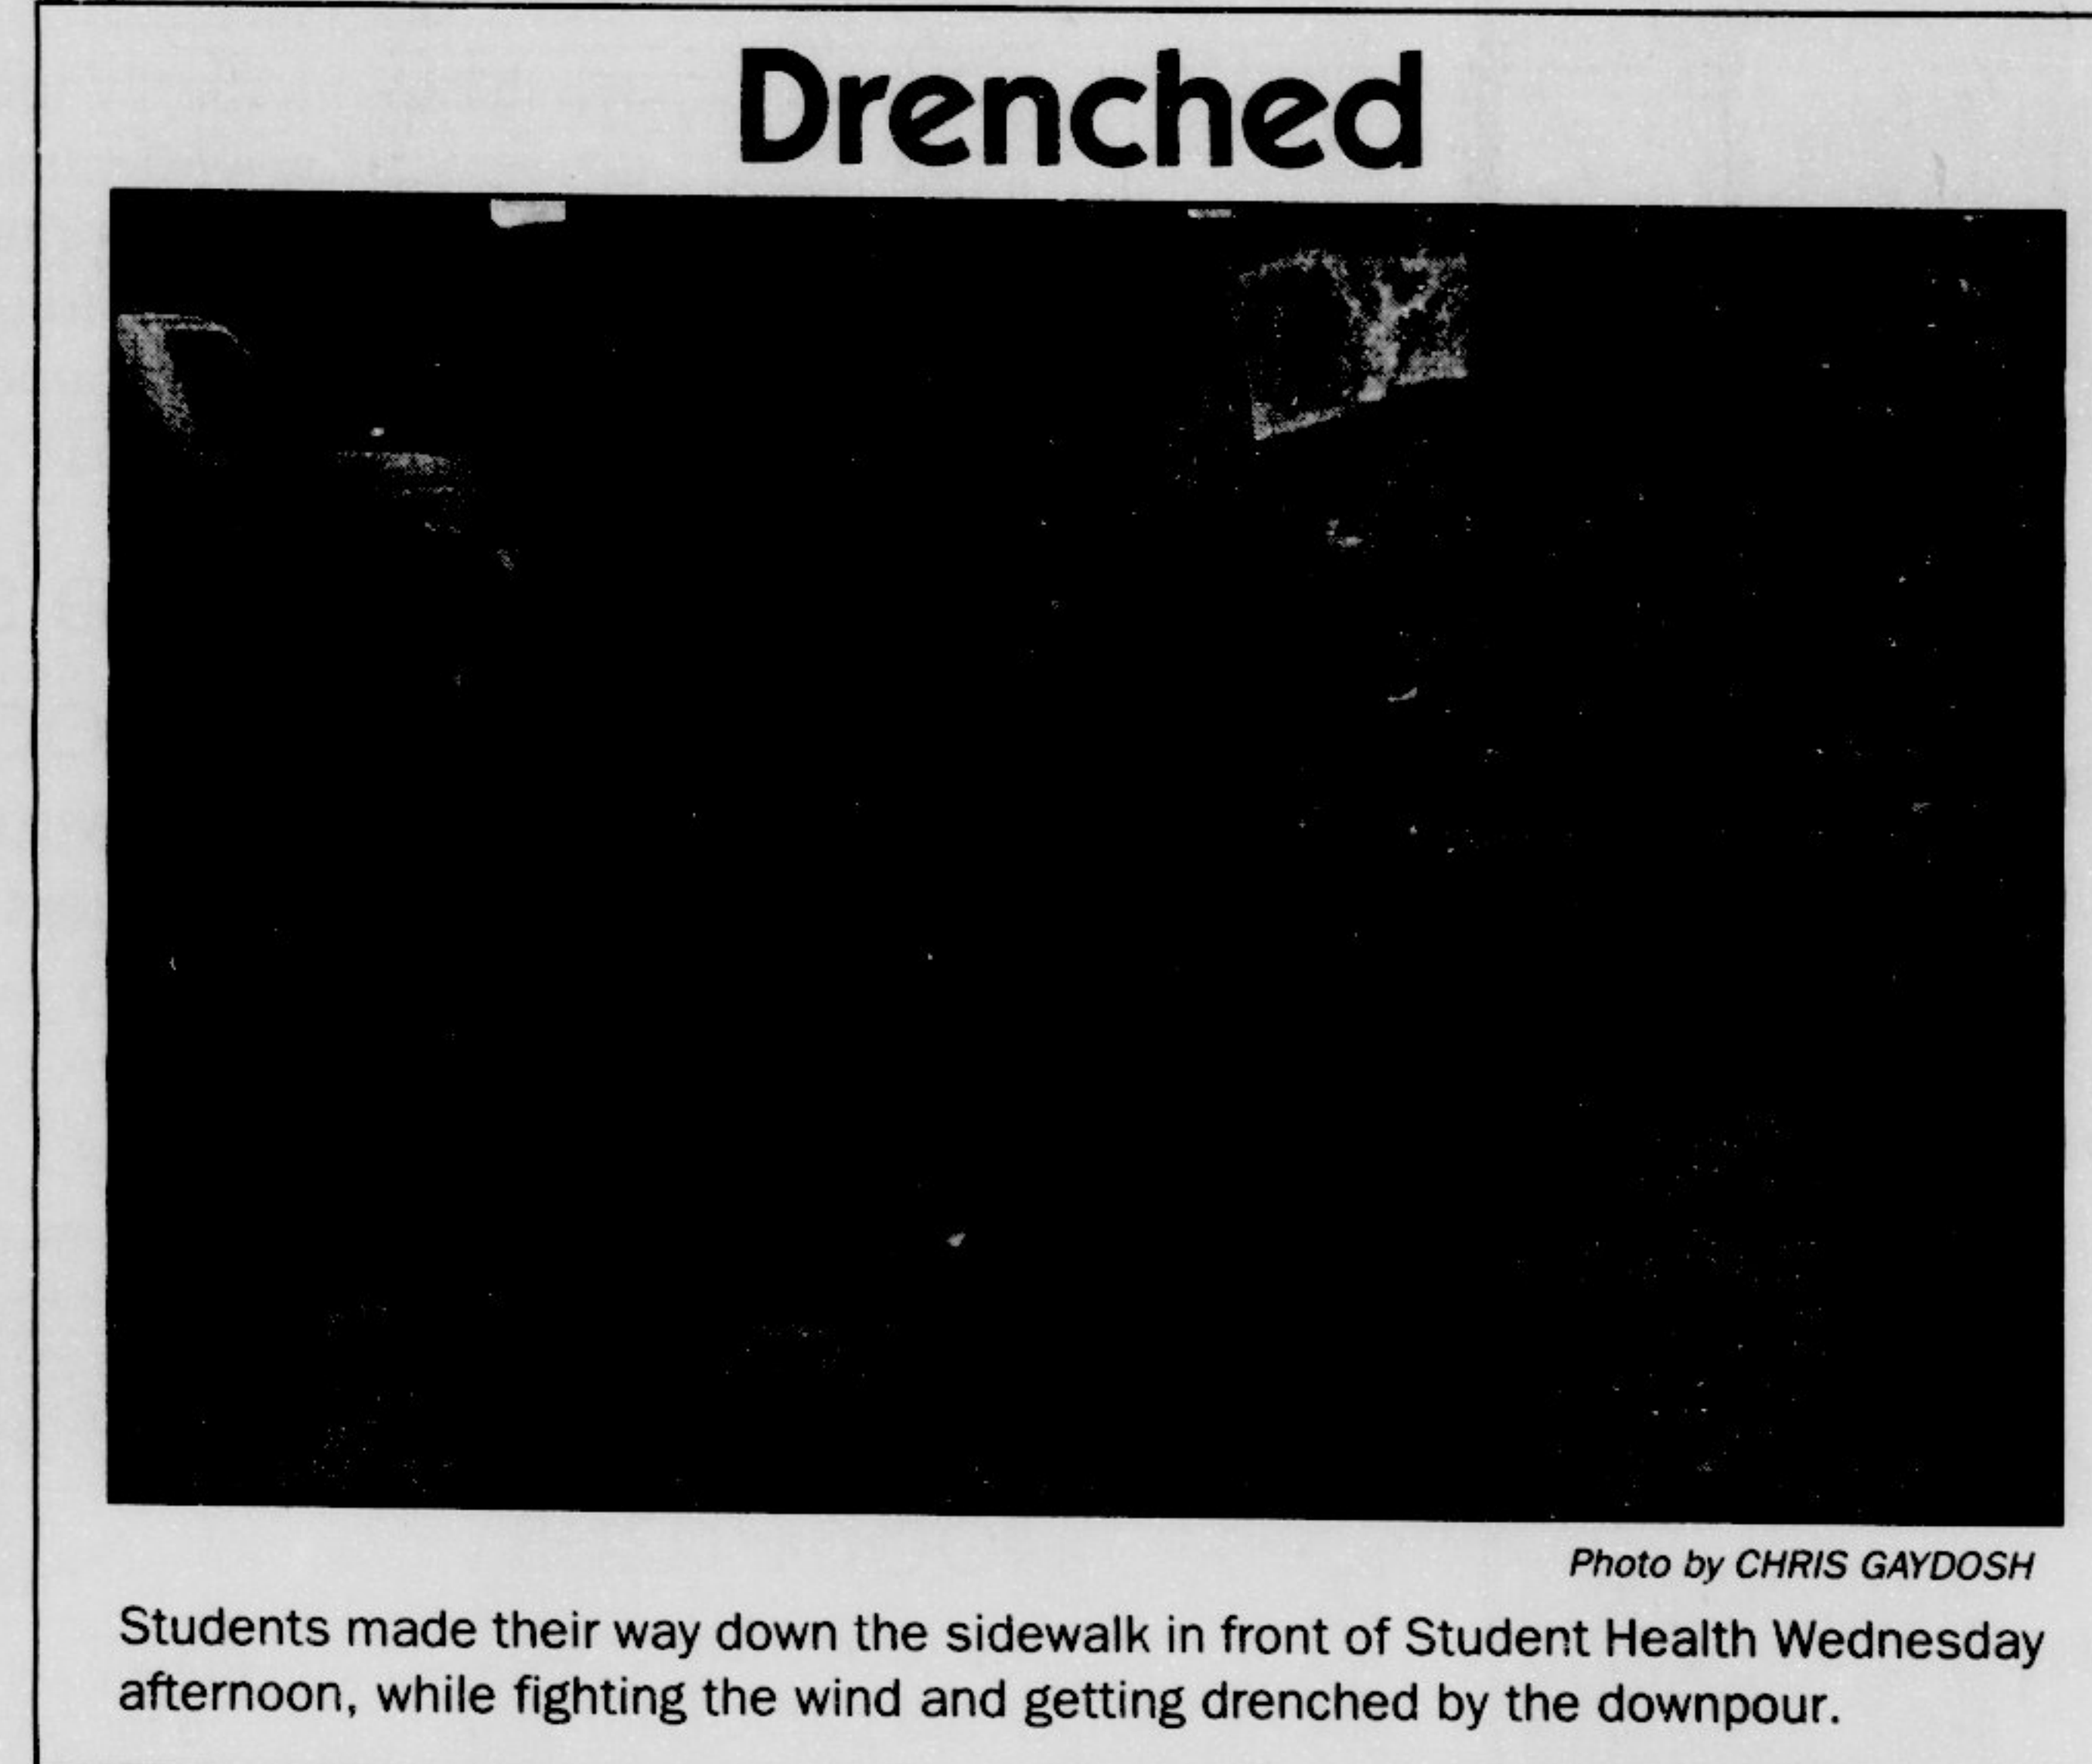 Drenched
Photo by CHRIS GAYDOSH
Students made their way down the sidewalk in front of Student Health Wednesday
afternoon, while fighting the wind and getting drenched by the downpour.